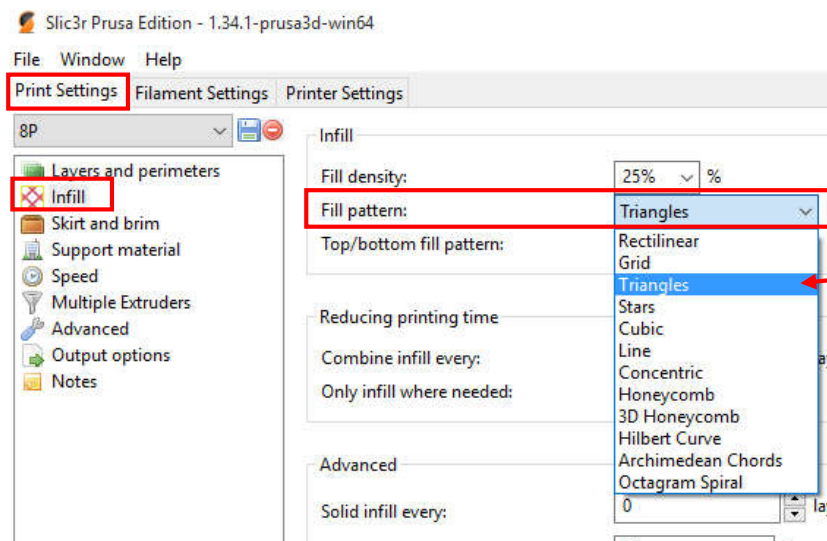 Slic3r Prusa Edition - 1.34.1-prusa3d-win64
File Window Help
Print Settings Filament Settings Printer Settings
8P
Layers and perimeters
Infill
Skirt and brim
Support material
Speed
Multiple Extruders
Advanced
Output options
Notes
Infill
Fill density: 25% %
Fill pattern: Triangles
Top/bottom fill pattern:
Rectilinear
Grid
Triangles
Stars
Cubic
Line
Concentric
Honeycomb
3D Honeycomb
Hilbert Curve
Archimedean Chords
Octagram Spiral
Reducing printing time
Combine infill every:
Only infill where needed:
Advanced
Solid infill every: 0